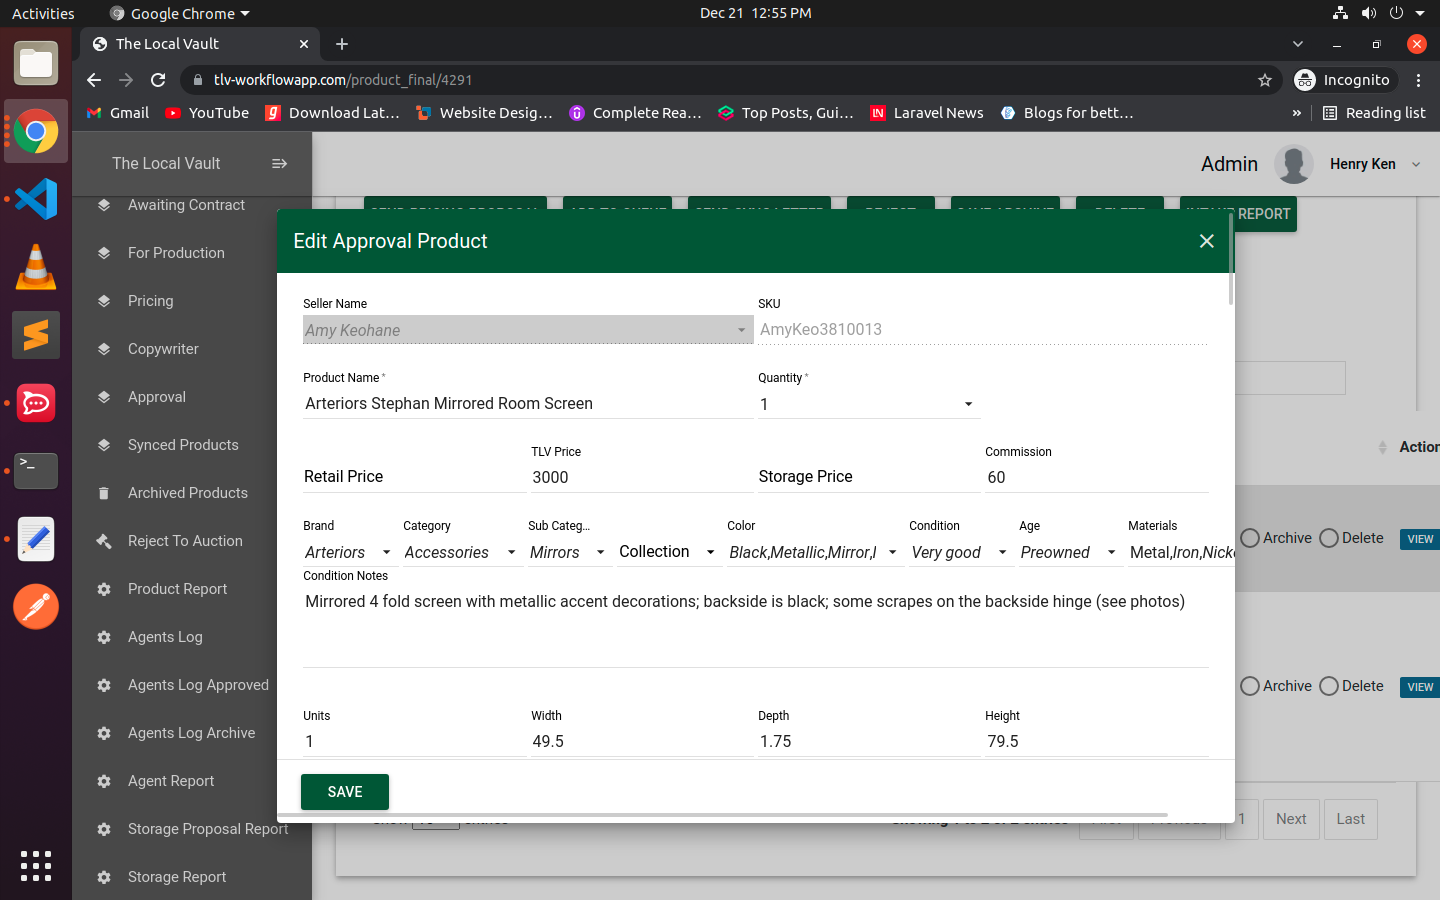 Activities
Google Chrome
Dec 21 12:55 PM
The Local Vault
tlv-workflowapp.com/product_final/4291
Incognito
Gmail
YouTube
Download Lat…
Website Desig…
Complete Rea…
Top Posts, Gui…
Laravel News
Blogs for bett…
»
Reading list
The Local Vault
Admin
Henry Ken
Awaiting Contract
For Production
Pricing
Copywriter
Approval
Synced Products
Archived Products
Reject To Auction
Product Report
Agents Log
Agents Log Approved
Agents Log Archive
Agent Report
Storage Proposal Report
Storage Report
REPORT
Edit Approval Product
Seller Name
SKU
Amy Keohane
AmyKeo3810013
Product Name *
Quantity *
Arteriors Stephan Mirrored Room Screen
1
TLV Price
Commission
Retail Price
3000
Storage Price
60
Brand
Category
Sub Categ...
Color
Condition
Age
Materials
Arteriors
Accessories
Mirrors
Collection
Black,Metallic,Mirror,I
Very good
Preowned
Metal,Iron,Nicke
Condition Notes
Mirrored 4 fold screen with metallic accent decorations; backside is black; some scrapes on the backside hinge (see photos)
Units
Width
Depth
Height
1
49.5
1.75
79.5
SAVE
Action
Archive
Delete
VIEW
Archive
Delete
VIEW
1
Next
Last